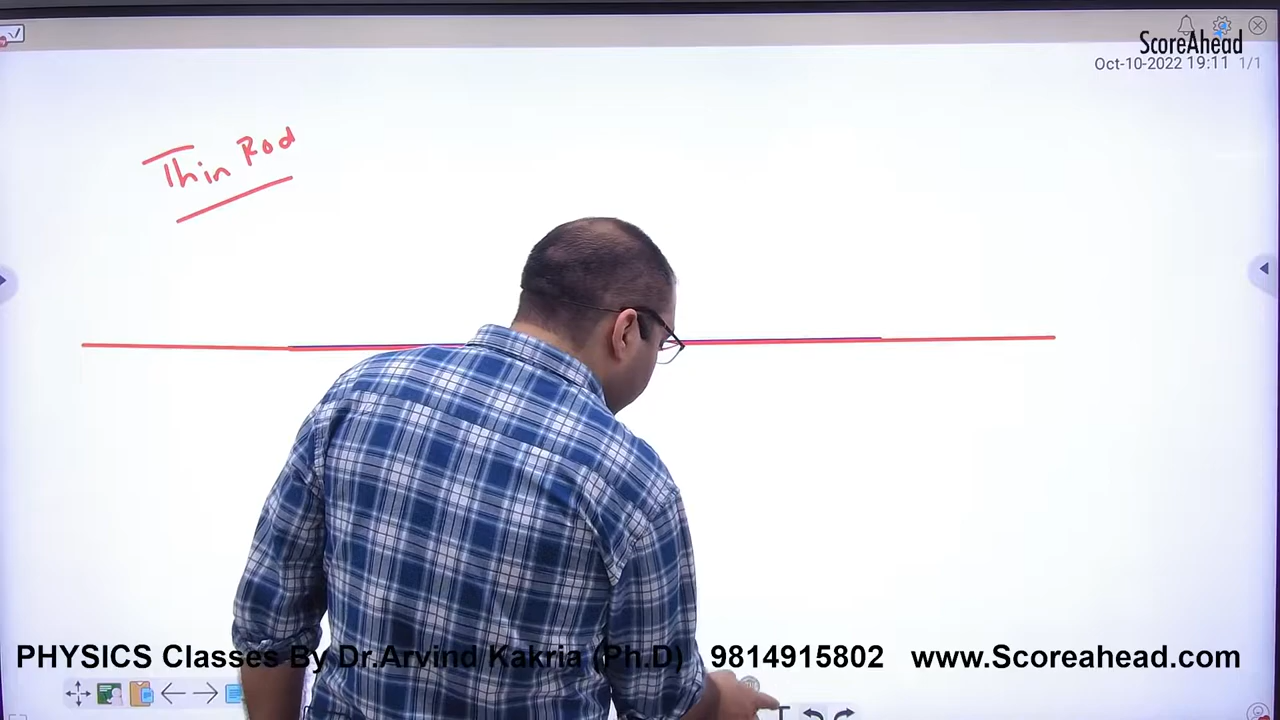 ScoreAhead
Oct-10-2022 19:11 1/1
Thin Rod
PHYSICS Classes By Dr.Arvind Kakria (Ph.D) 9814915802 www.Scoreahead.com